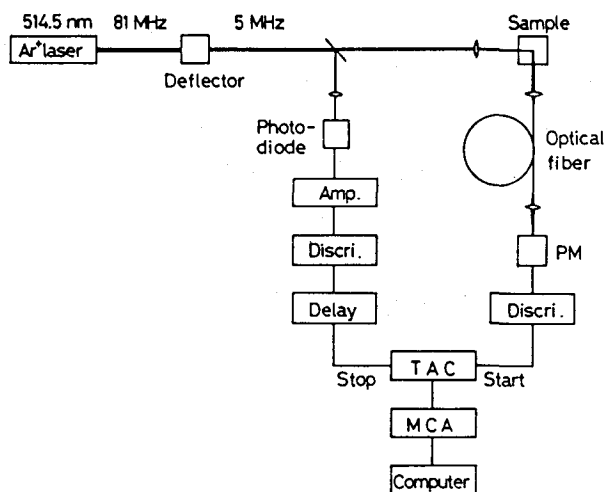 514.5 nm 81 MHz 5 MHz Sample
Ar⁺laser
Deflector
Photo-
diode
Optical
fiber
Amp.
Discri.
PM
Delay
Discri.
Stop
TAC
Start
MCA
Computer